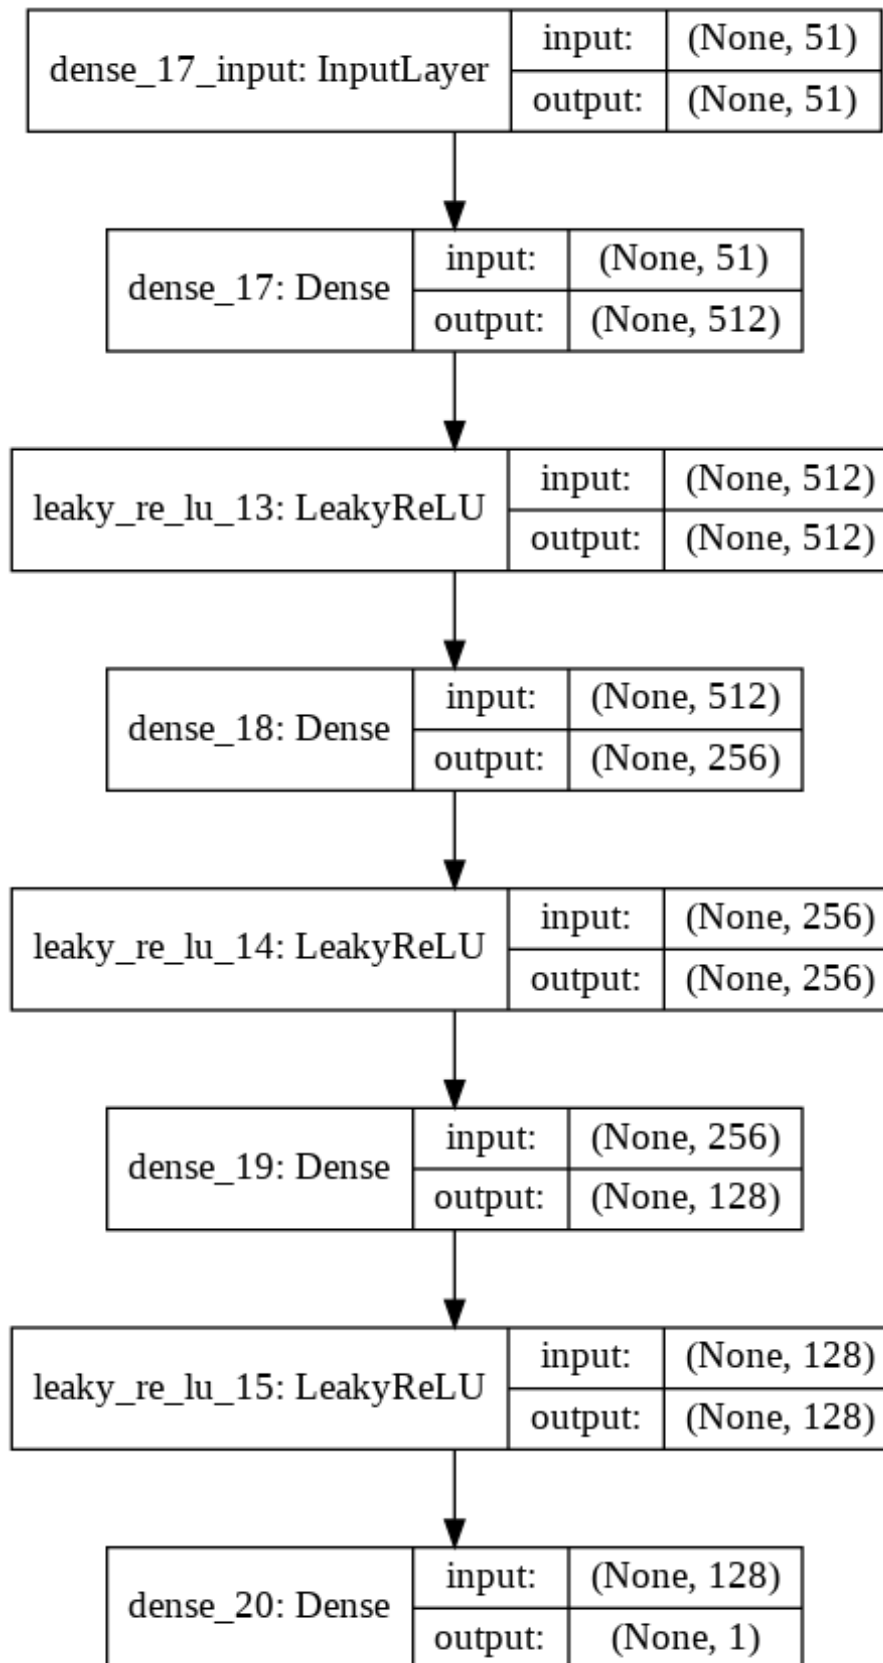 dense_17_input: InputLayer
input: (None, 51)
output: (None, 51)
dense_17: Dense
input: (None, 51)
output: (None, 512)
leaky_re_lu_13: LeakyReLU
input: (None, 512)
output: (None, 512)
dense_18: Dense
input: (None, 512)
output: (None, 256)
leaky_re_lu_14: LeakyReLU
input: (None, 256)
output: (None, 256)
dense_19: Dense
input: (None, 256)
output: (None, 128)
leaky_re_lu_15: LeakyReLU
input: (None, 128)
output: (None, 128)
dense_20: Dense
input: (None, 128)
output: (None, 1)